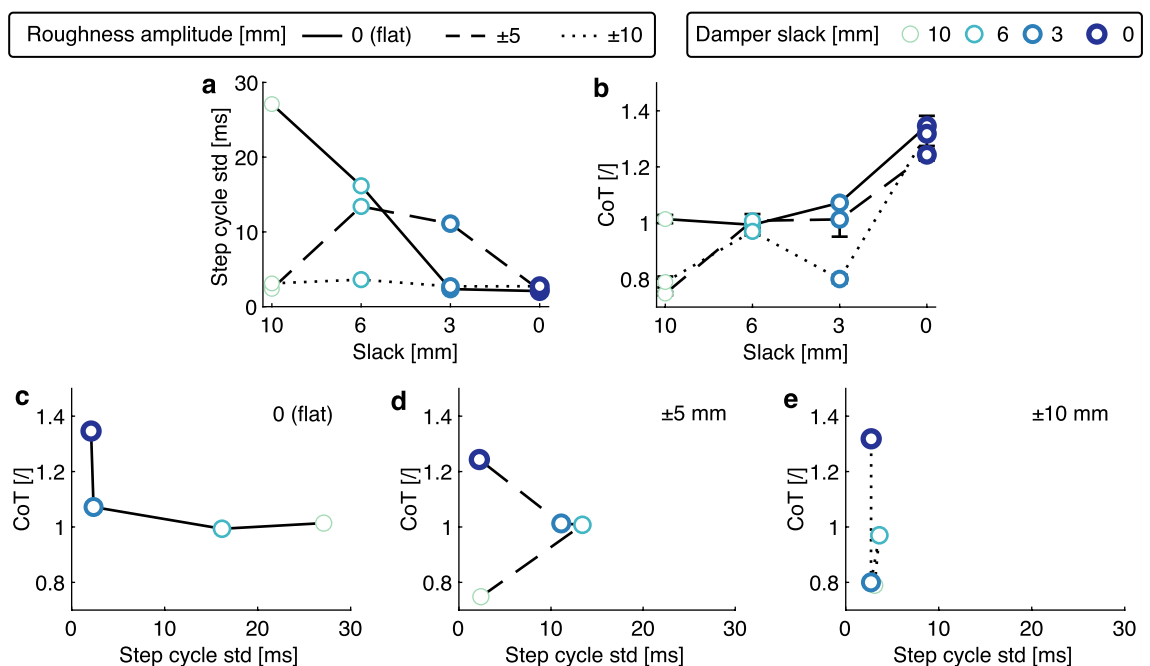 Roughness amplitude [mm] 0 (flat) ±5 ±10
Damper slack [mm] 10 6 3 0
a
30
20
10
0
Step cycle std [ms]
10 6 3 0
Slack [mm]
b
1.4
1.2
1
0.8
CoT [/]
10 6 3 0
Slack [mm]
c
0 (flat)
1.4
1.2
1
0.8
CoT [/]
0 10 20 30
Step cycle std [ms]
d
±5 mm
1.4
1.2
1
0.8
CoT [/]
0 10 20 30
Step cycle std [ms]
e
±10 mm
1.4
1.2
1
0.8
CoT [/]
0 10 20 30
Step cycle std [ms]